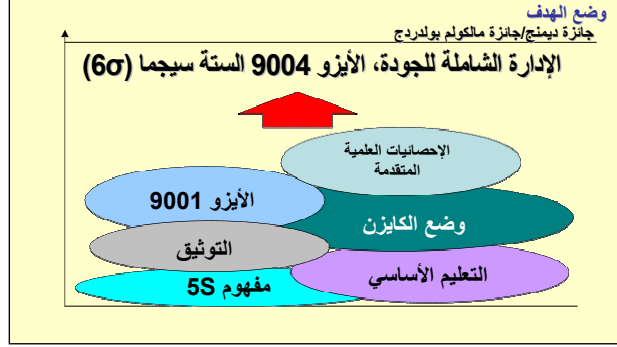 وضع الهدف
جائزة ديمنج/جائزة مالكولم بولدردج
الإدارة الشاملة للجودة، الأيزو 9004 الستة سيجما (6σ)
الإحصائيات العلمية
المتقدمة
الأيزو 9001
وضع الكايزن
التوثيق
التعليم الأساسي
مفهوم 5S